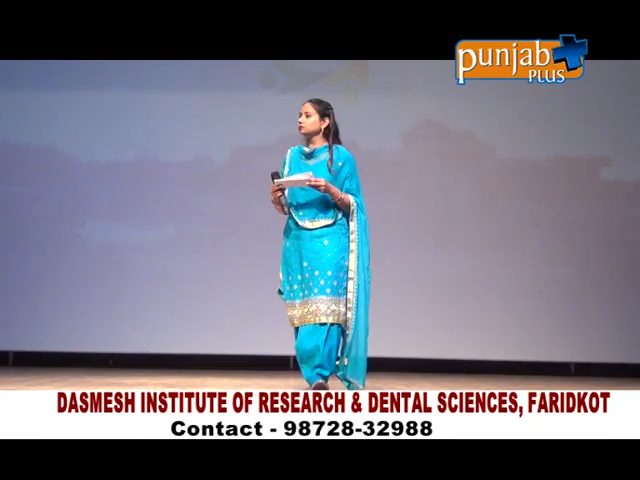 punjab
PLUS
DASMESH INSTITUTE OF RESEARCH & DENTAL SCIENCES, FARIDKOT
Contact - 98728-32988